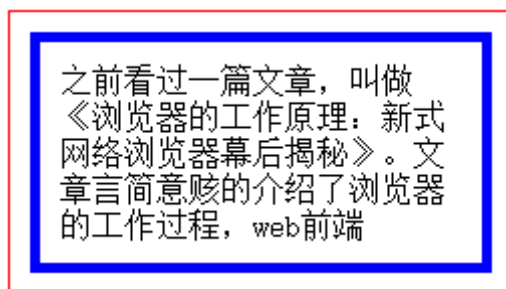 之前看过一篇文章，叫做
《浏览器的工作原理：新式
网络浏览器幕后揭秘》。文
章言简意赅的介绍了浏览器
的工作过程，web前端